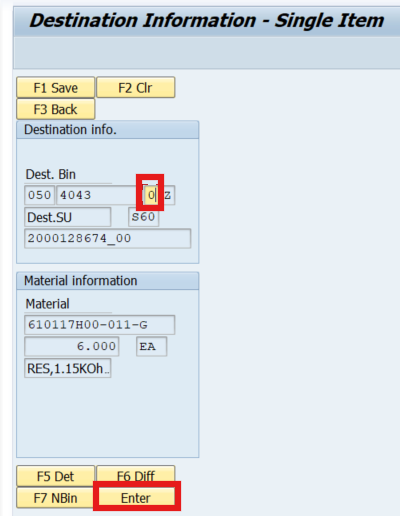 Destination Information - Single Item
F1 Save F2 Clr
F3 Back
Destination info.
Dest. Bin
050 4043 0 Z
Dest.SU S60
2000128674_00
Material information
Material
610117H00-011-G
6.000 EA
RES,1.15KOh..
F5 Det F6 Diff
F7 NBin Enter